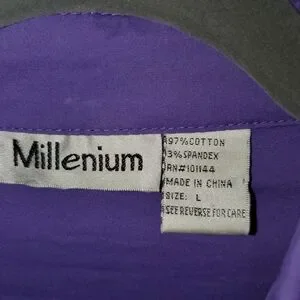 Millenium
97% COTTON
3% SPANDEX
RN#101144
MADE IN CHINA
SIZE: L
SEE REVERSE FOR CARE